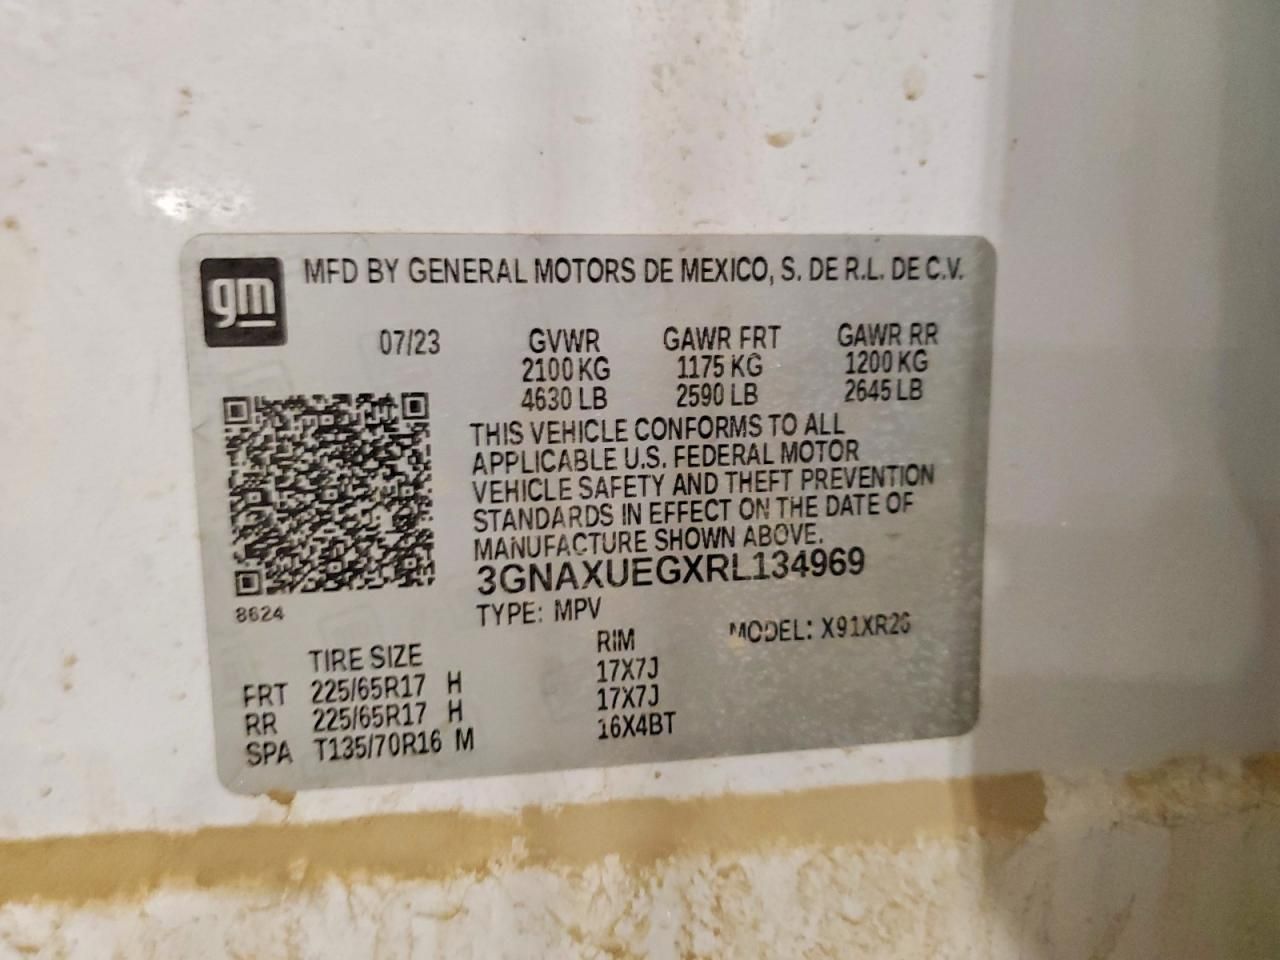 gm
MFD BY GENERAL MOTORS DE MEXICO, S. DE R.L. DE C.V.
07/23 GVWR GAWR FRT GAWR RR
2100 KG 1175 KG 1200 KG
4630 LB 2590 LB 2645 LB
THIS VEHICLE CONFORMS TO ALL
APPLICABLE U.S. FEDERAL MOTOR
VEHICLE SAFETY AND THEFT PREVENTION
STANDARDS IN EFFECT ON THE DATE OF
MANUFACTURE SHOWN ABOVE.
3GNAXUEGXRL134969
8624
TYPE: MPV MODEL: X91XR26
TIRE SIZE RIM
FRT 225/65R17 H 17X7J
RR 225/65R17 H 17X7J
SPA T135/70R16 M 16X4BT